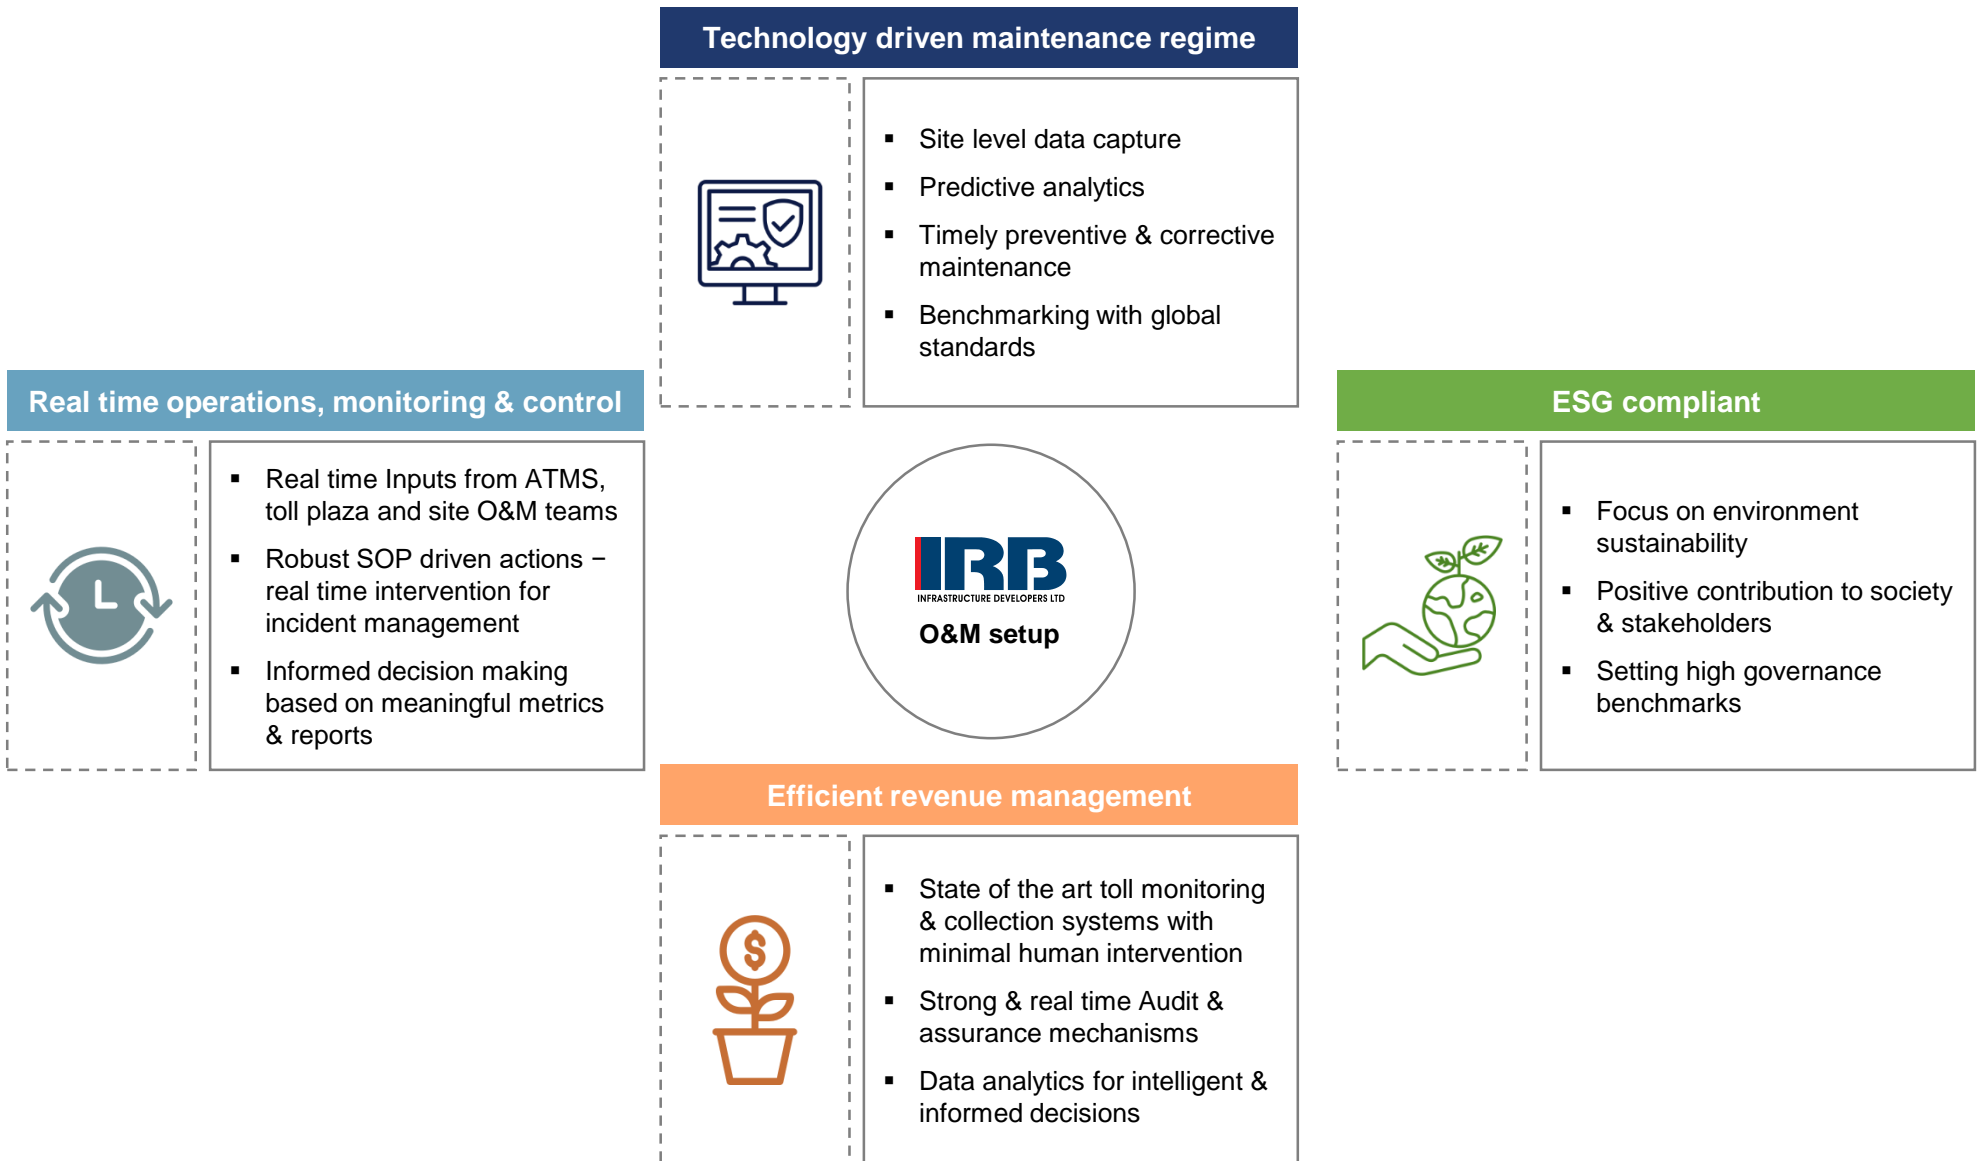 Technology driven maintenance regime
▪ Site level data capture
▪ Predictive analytics
▪ Timely preventive & corrective
maintenance
▪ Benchmarking with global
standards
Real time operations, monitoring & control
▪ Real time Inputs from ATMS,
toll plaza and site O&M teams
▪ Robust SOP driven actions –
real time intervention for
incident management
▪ Informed decision making
based on meaningful metrics
& reports
IRB
INFRASTRUCTURE DEVELOPERS LTD
O&M setup
ESG compliant
▪ Focus on environment
sustainability
▪ Positive contribution to society
& stakeholders
▪ Setting high governance
benchmarks
Efficient revenue management
$
▪ State of the art toll monitoring
& collection systems with
minimal human intervention
▪ Strong & real time Audit &
assurance mechanisms
▪ Data analytics for intelligent &
informed decisions